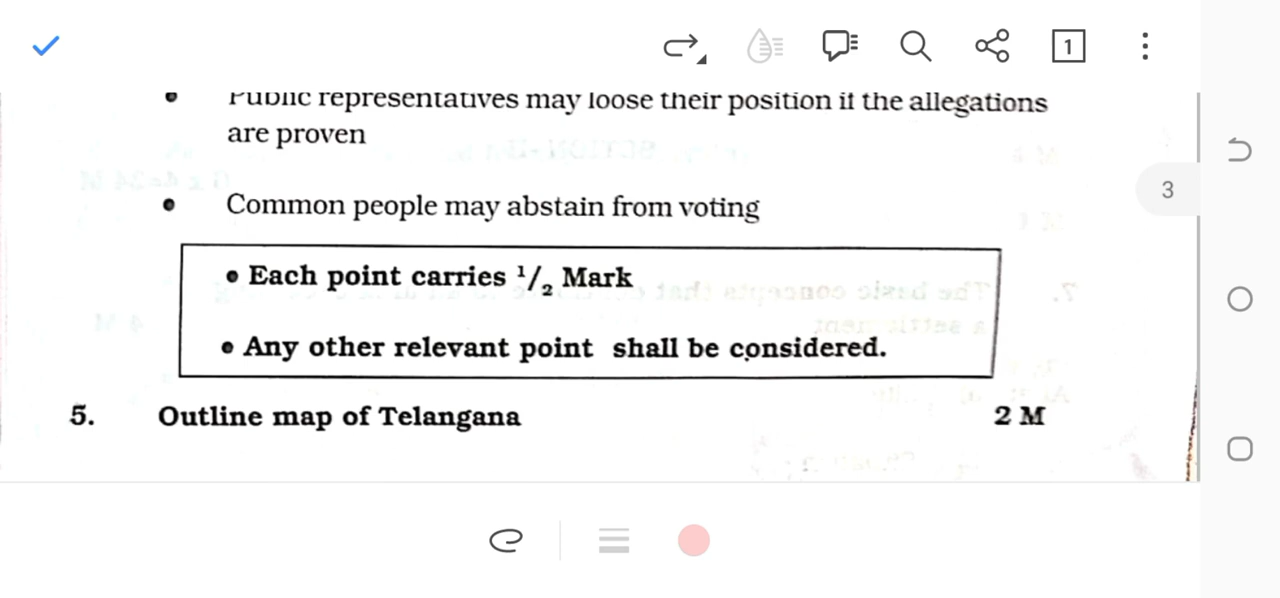 1
Public representatives may loose their position if the allegations
are proven
3
• Common people may abstain from voting
• Each point carries 1/2 Mark
• Any other relevant point shall be considered.
5. Outline map of Telangana 2 M